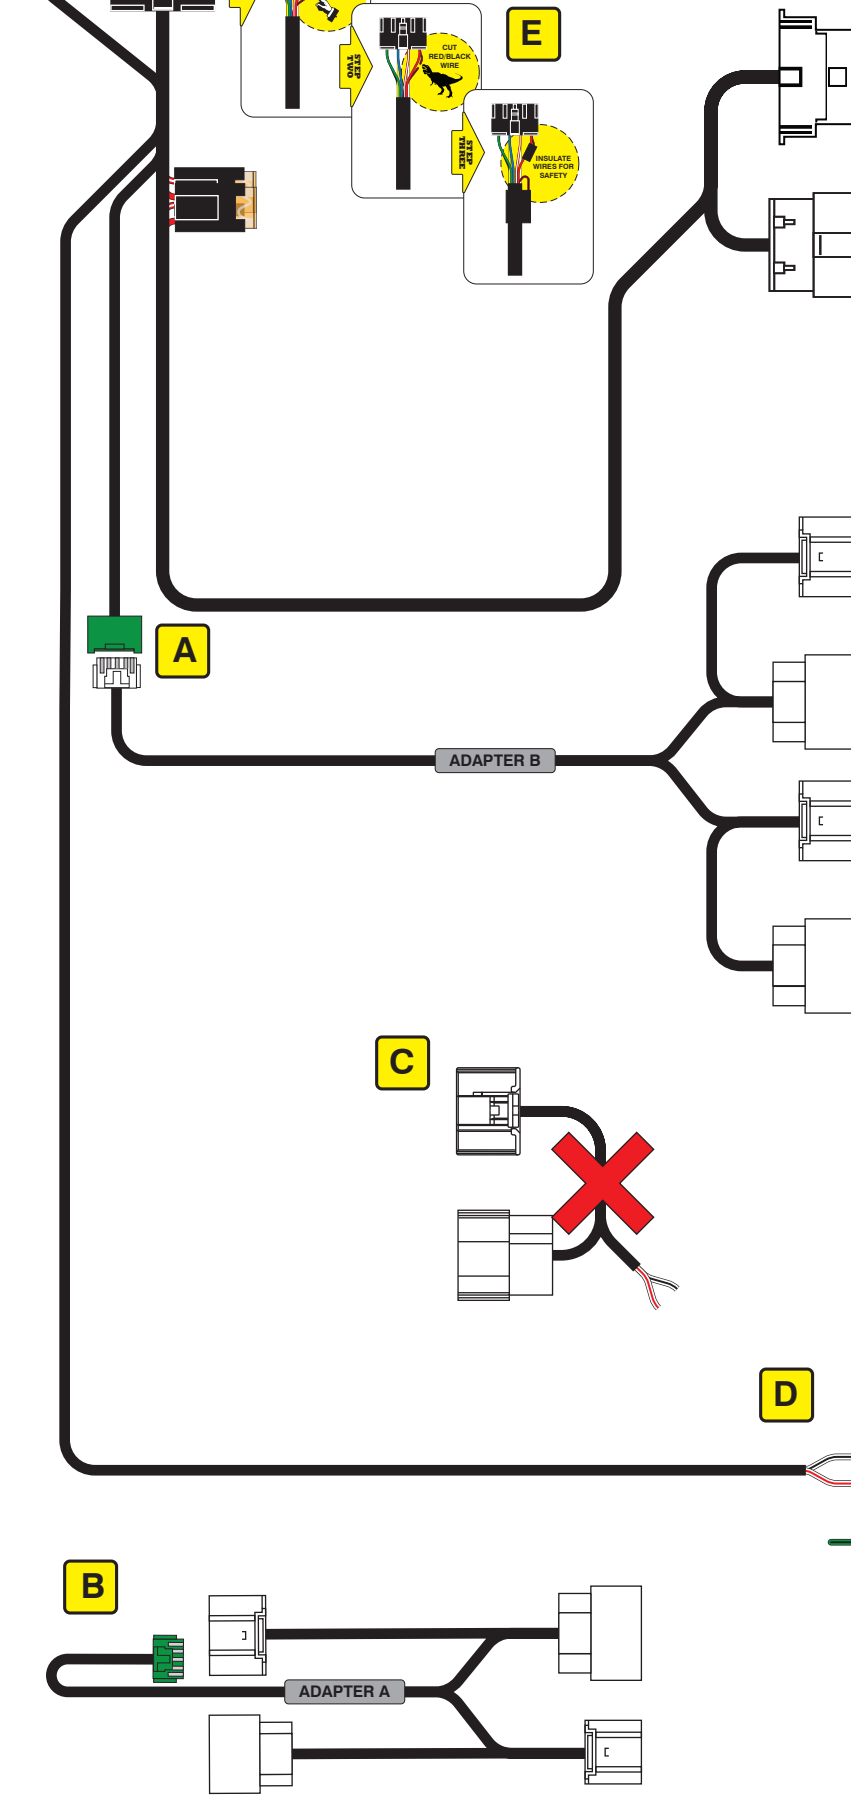 E
STEP
TWO
CUT
RED/BLACK
WIRE
STEP
THREE
INSULATE
WIRES FOR
SAFETY
A
ADAPTER B
C
D
B
ADAPTER A